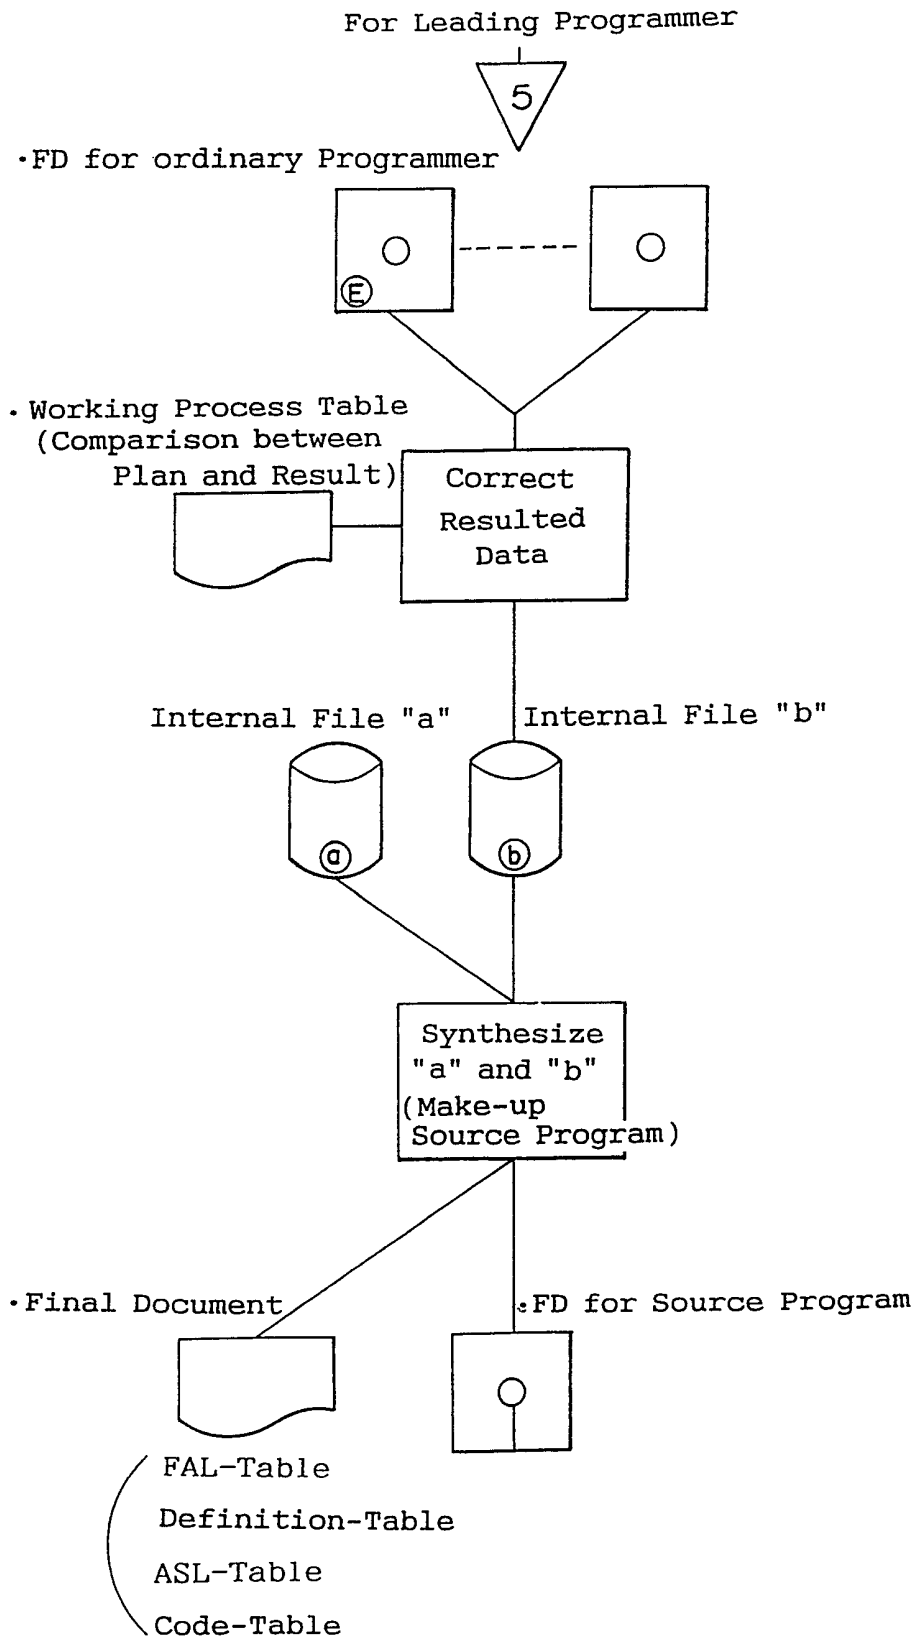 For Leading Programmer
5
·FD for ordinary Programmer
E
· Working Process Table
(Comparison between
Plan and Result)
Correct
Resulted
Data
Internal File "a"
Internal File "b"
a
b
Synthesize
"a" and "b"
(Make-up
Source Program)
·Final Document
·FD for Source Program
FAL-Table
Definition-Table
ASL-Table
Code-Table